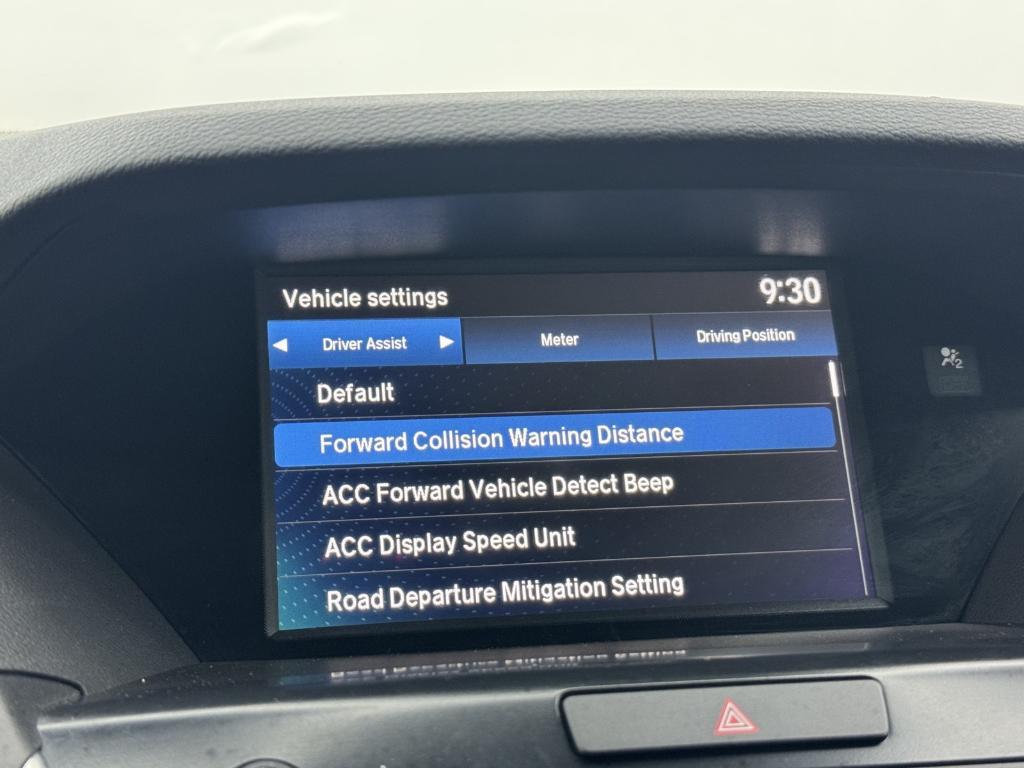 Vehicle settings
9:30
Driver Assist
Meter
Driving Position
Default
Forward Collision Warning Distance
ACC Forward Vehicle Detect Beep
ACC Display Speed Unit
Road Departure Mitigation Setting
2